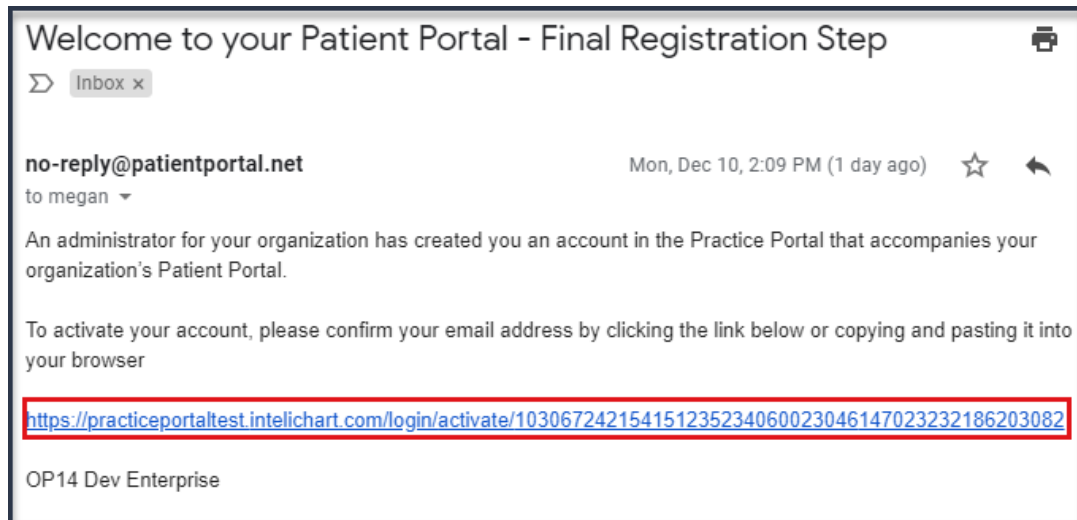 Welcome to your Patient Portal - Final Registration Step
Inbox x
no-reply@patientportal.net Mon, Dec 10, 2:09 PM (1 day ago)
to megan
An administrator for your organization has created you an account in the Practice Portal that accompanies your
organization's Patient Portal.
To activate your account, please confirm your email address by clicking the link below or copying and pasting it into
your browser
https://practiceportaltest.intelichart.com/login/activate/103067242154151235234060023046147023232186203082
OP14 Dev Enterprise